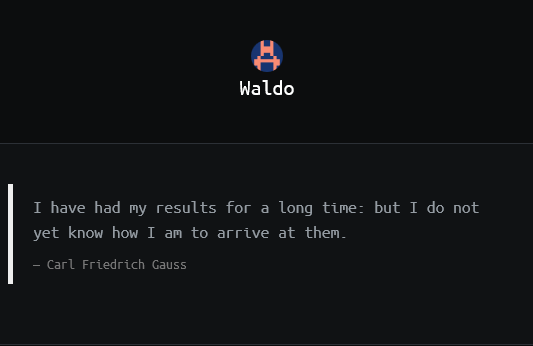 Waldo
I have had my results for a long time: but I do not
yet know how I am to arrive at them.
— Carl Friedrich Gauss